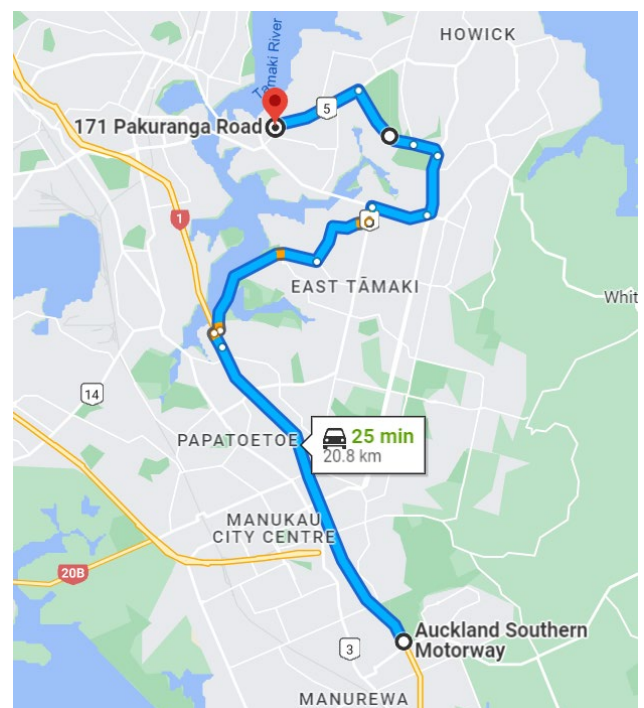 HOWICK
Tamaki River
5
171 Pakuranga Road
1
EAST TĀMAKI
Whit
14
25 min
20.8 km
PAPATOETOE
MANUKAU
CITY CENTRE
20B
Auckland Southern
Motorway
3
MANUREWA